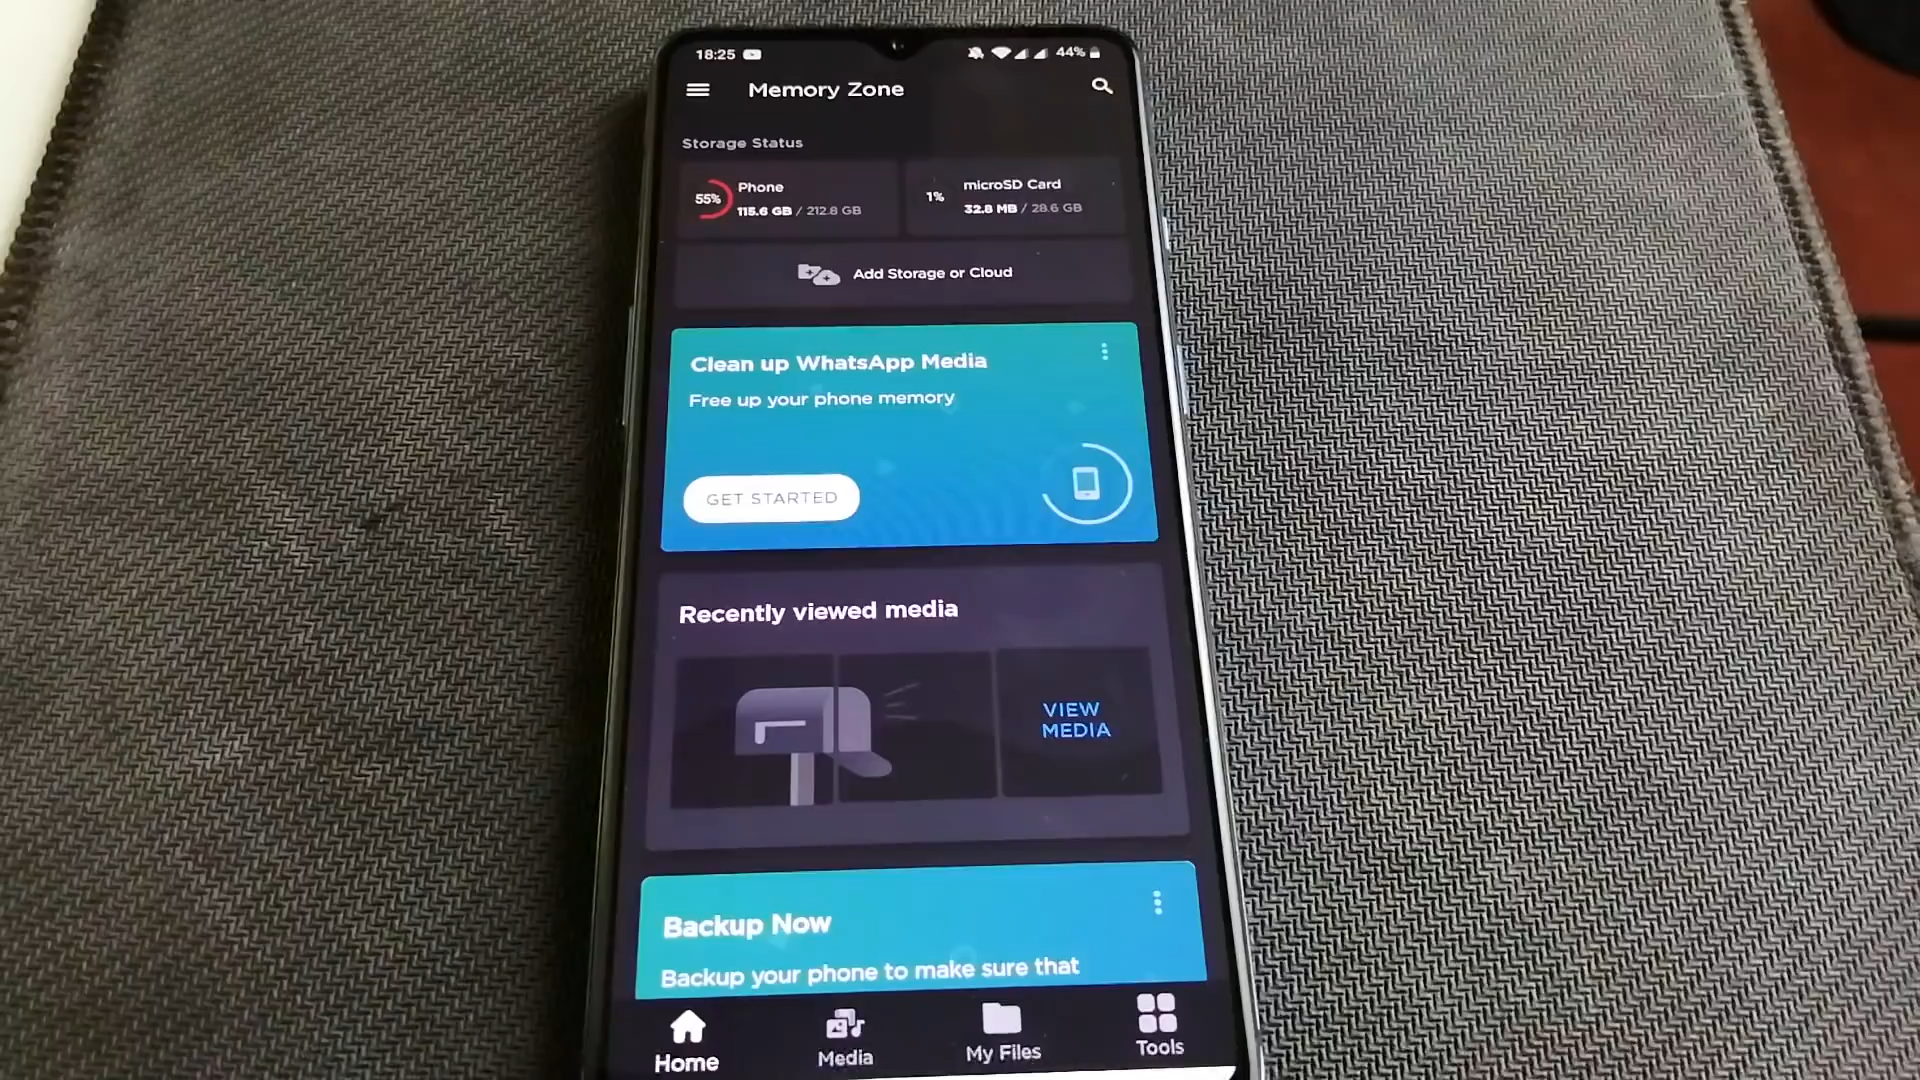 18:25 44%
Memory Zone
Storage Status
55% Phone
115.6 GB / 212.8 GB
1% microSD Card
32.8 MB / 28.6 GB
Add Storage or Cloud
Clean up WhatsApp Media
Free up your phone memory
GET STARTED
Recently viewed media
VIEW
MEDIA
Backup Now
Backup your phone to make sure that
Home Media My Files Tools